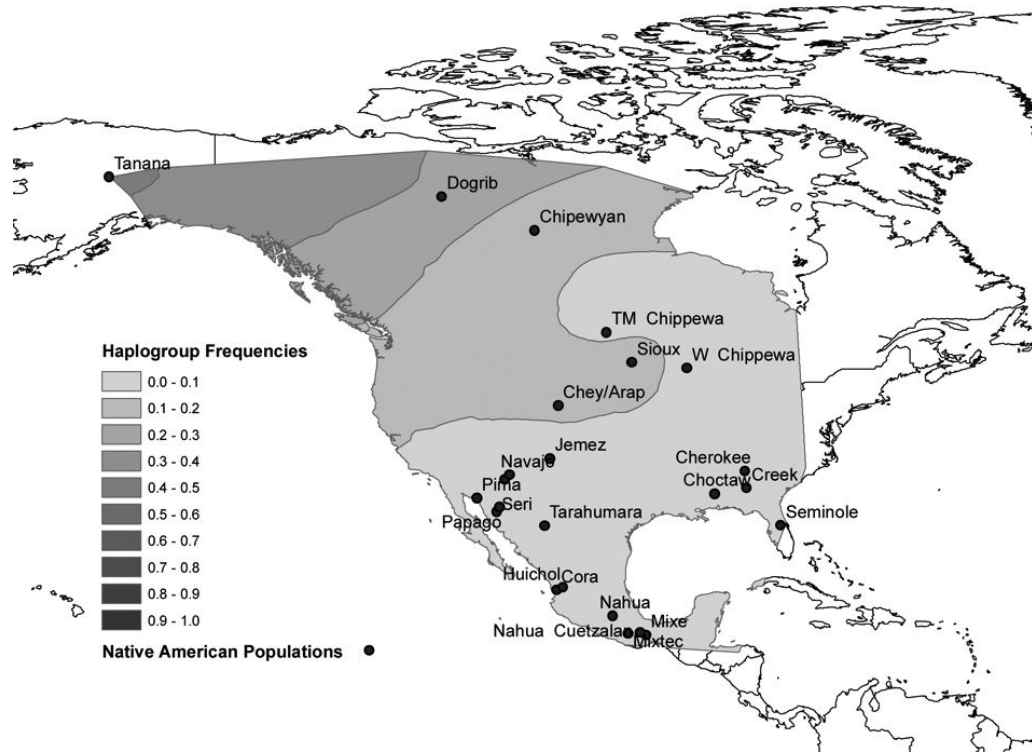 Tanana
Dogrib
Chipewyan
TM Chippewa
Sioux
W Chippewa
Haplogroup Frequencies
0.0 - 0.1
0.1 - 0.2
0.2 - 0.3
0.3 - 0.4
0.4 - 0.5
0.5 - 0.6
0.6 - 0.7
0.7 - 0.8
0.8 - 0.9
0.9 - 1.0
Native American Populations
Chey/Arap
Jemez
Navajo
Cherokee
Creek
Choctaw
Pima
Seri
Papago
Tarahumara
Seminole
Huichol
Cora
Nahua
Mixe
Nahua Cuetzalan
Mixtec